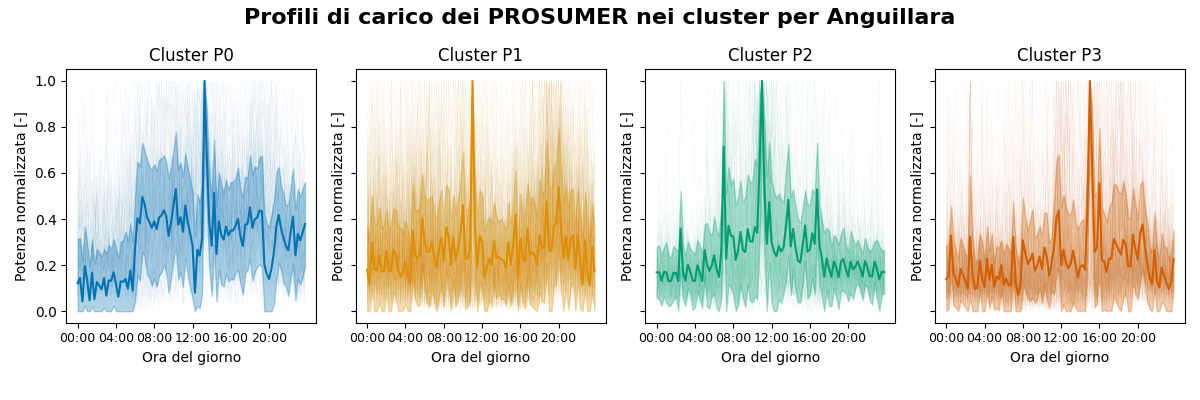 Profili di carico dei PROSUMER nei cluster per Anguillara
Cluster P0
Cluster P1
Cluster P2
Cluster P3
Potenza normalizzata [-]
1.0
0.8
0.6
0.4
0.2
0.0
Potenza normalizzata [-]
Potenza normalizzata [-]
Potenza normalizzata [-]
00:00 04:00 08:00 12:00 16:00 20:00
00:00 04:00 08:00 12:00 16:00 20:00
00:00 04:00 08:00 12:00 16:00 20:00
00:00 04:00 08:00 12:00 16:00 20:00
Ora del giorno
Ora del giorno
Ora del giorno
Ora del giorno